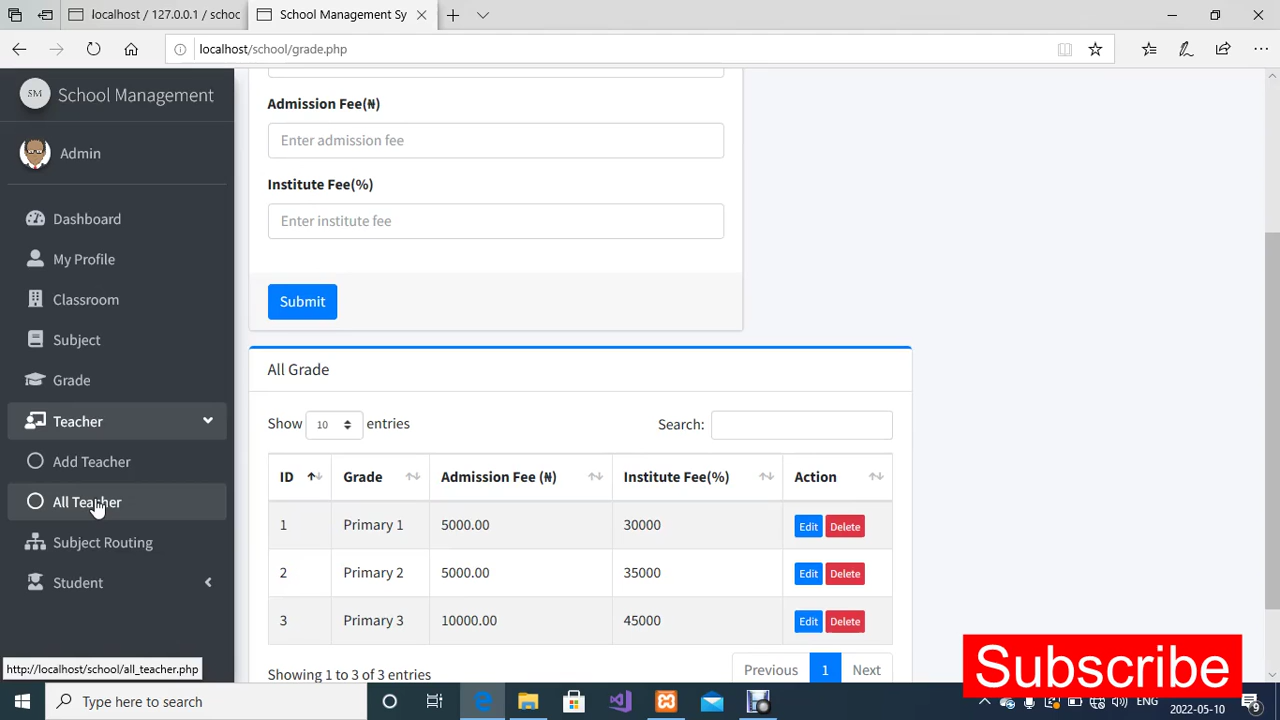 localhost / 127.0.0.1 / schoc
School Management Sy
localhost/school/grade.php
SM School Management
Admin
Dashboard
My Profile
Classroom
Subject
Grade
Teacher
Add Teacher
All Teacher
Subject Routing
Student
http://localhost/school/all_teacher.php
Admission Fee(₦)
Enter admission fee
Institute Fee(%)
Enter institute fee
Submit
All Grade
Show 10 entries Search:
ID Grade Admission Fee (₦) Institute Fee(%) Action
1 Primary 1 5000.00 30000 Edit Delete
2 Primary 2 5000.00 35000 Edit Delete
3 Primary 3 10000.00 45000 Edit Delete
Showing 1 to 3 of 3 entries Previous 1 Next
Subscribe
Type here to search
ENG
2022-05-10
9